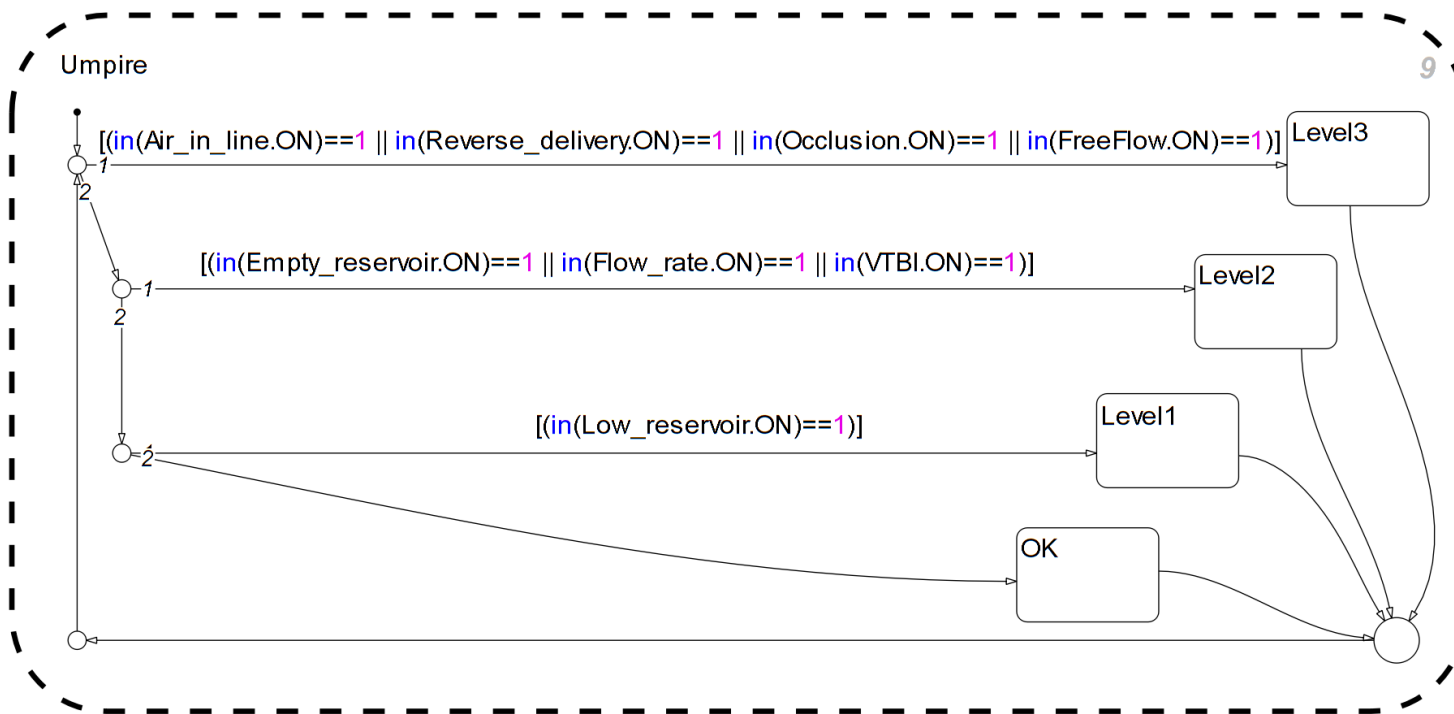 Umpire
9
[(in(Air_in_line.ON)==1 || in(Reverse_delivery.ON)==1 || in(Occlusion.ON)==1 || in(FreeFlow.ON)==1)]
Level3
1
2
[(in(Empty_reservoir.ON)==1 || in(Flow_rate.ON)==1 || in(VTBI.ON)==1)]
Level2
1
2
[(in(Low_reservoir.ON)==1)]
Level1
2
OK